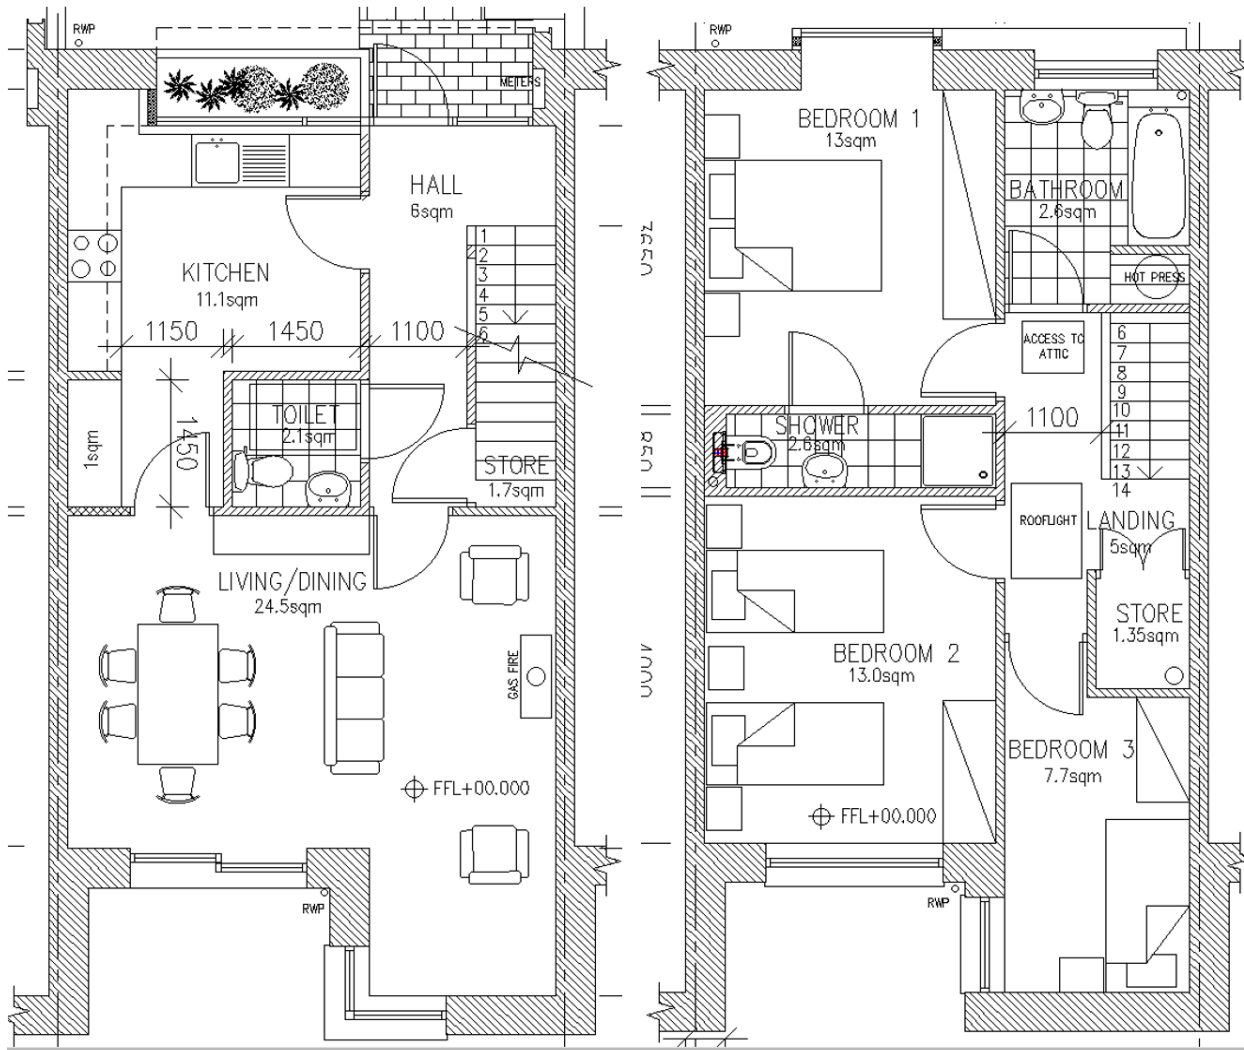 RWP
METERS
HALL
6sqm
KITCHEN
11.1sqm
1150
1450
1100
1
2
3
4
5
6
TOILET
2.1sqm
1sqm
1450
STORE
1.7sqm
LIVING/DINING
24.5sqm
GAS FIRE
FFL+00.000
RWP
RWP
BEDROOM 1
13sqm
BATHROOM
2.6sqm
HOT PRESS
3650
ACCESS TO
ATTIC
6
7
8
9
10
11
12
13
14
SHOWER
2.6sqm
1100
850
ROOFLIGHT
LANDING
5sqm
STORE
1.35sqm
4000
BEDROOM 2
13.0sqm
BEDROOM 3
7.7sqm
FFL+00.000
RWP